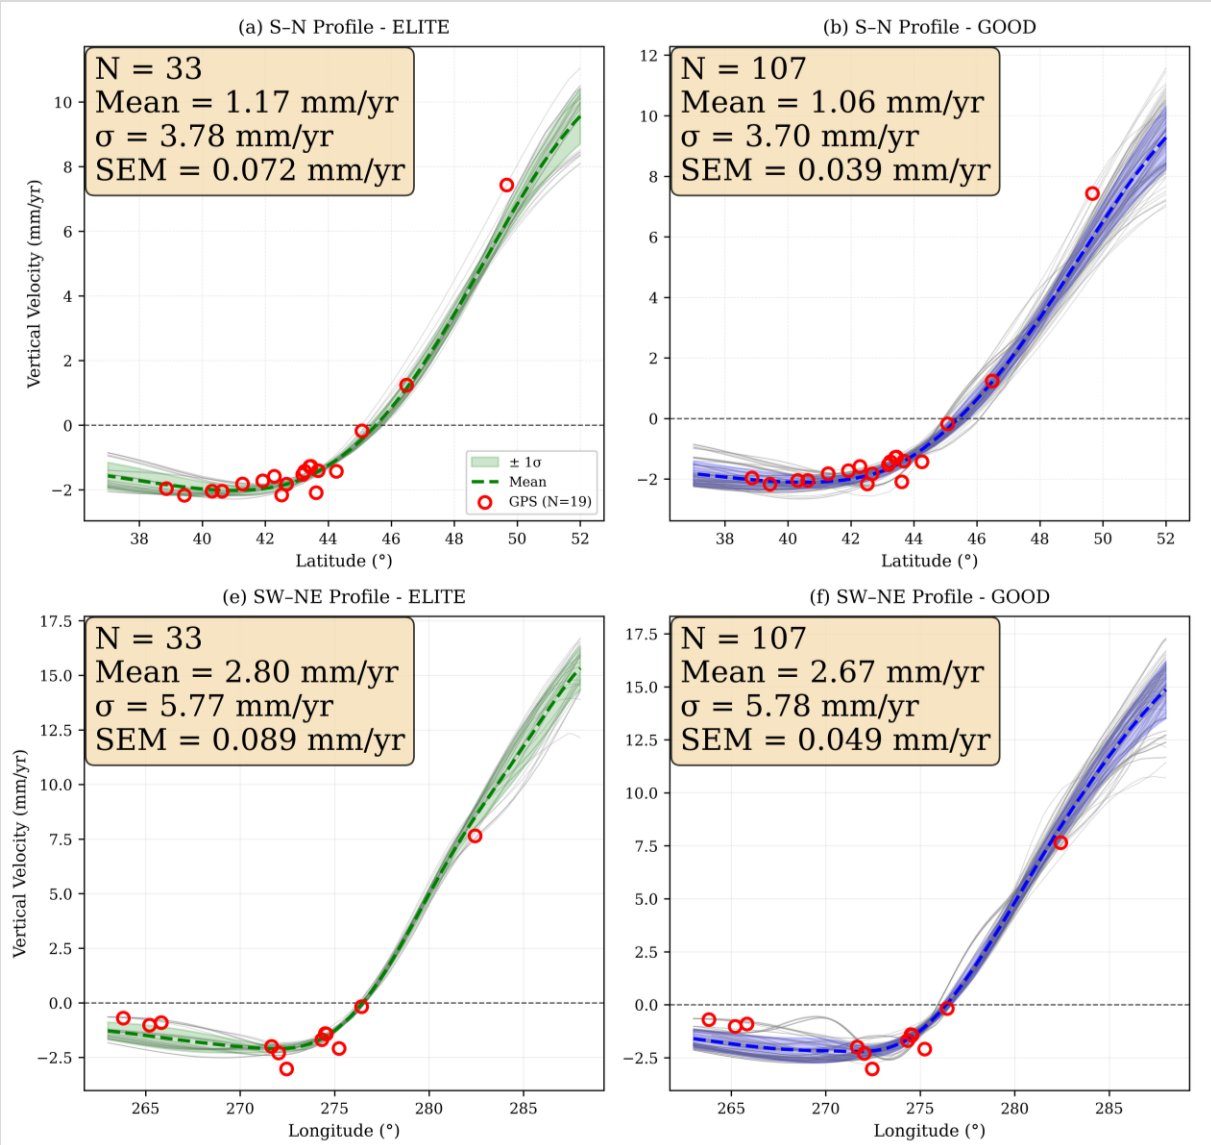 (a) S–N Profile - ELITE
N = 33
Mean = 1.17 mm/yr
σ = 3.78 mm/yr
SEM = 0.072 mm/yr
Vertical Velocity (mm/yr)
10
8
6
4
2
0
−2
± 1σ
Mean
GPS (N=19)
38 40 42 44 46 48 50 52
Latitude (°)
(b) S–N Profile - GOOD
N = 107
Mean = 1.06 mm/yr
σ = 3.70 mm/yr
SEM = 0.039 mm/yr
12
10
8
6
4
2
0
−2
38 40 42 44 46 48 50 52
Latitude (°)
(e) SW–NE Profile - ELITE
N = 33
Mean = 2.80 mm/yr
σ = 5.77 mm/yr
SEM = 0.089 mm/yr
Vertical Velocity (mm/yr)
17.5
15.0
12.5
10.0
7.5
5.0
2.5
0.0
−2.5
265 270 275 280 285
Longitude (°)
(f) SW–NE Profile - GOOD
N = 107
Mean = 2.67 mm/yr
σ = 5.78 mm/yr
SEM = 0.049 mm/yr
17.5
15.0
12.5
10.0
7.5
5.0
2.5
0.0
−2.5
265 270 275 280 285
Longitude (°)